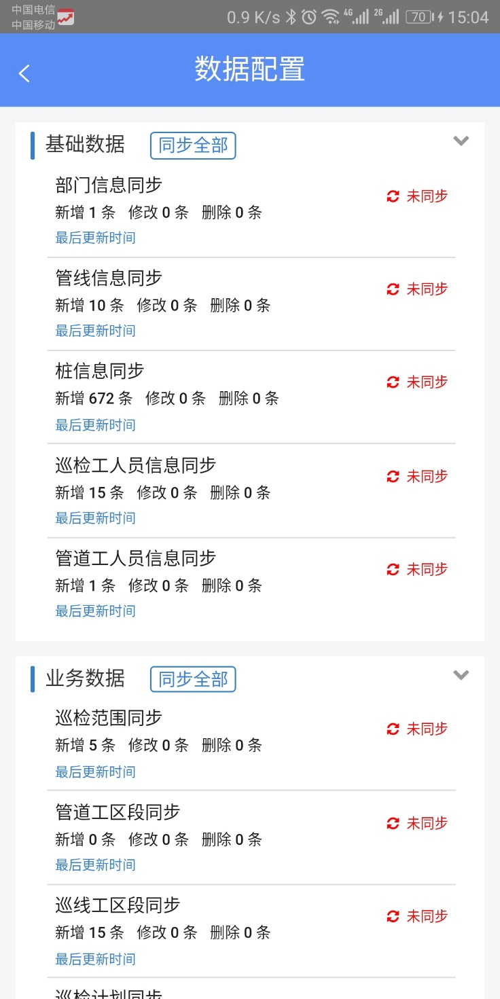 中国电信
中国移动
0.9 K/s 4G 2G 70 15:04
数据配置
基础数据 同步全部
部门信息同步
新增 1 条 修改 0 条 删除 0 条
未同步
最后更新时间
管线信息同步
新增 10 条 修改 0 条 删除 0 条
未同步
最后更新时间
桩信息同步
新增 672 条 修改 0 条 删除 0 条
未同步
最后更新时间
巡检工人员信息同步
新增 15 条 修改 0 条 删除 0 条
未同步
最后更新时间
管道工人员信息同步
新增 1 条 修改 0 条 删除 0 条
未同步
最后更新时间
业务数据 同步全部
巡检范围同步
新增 5 条 修改 0 条 删除 0 条
未同步
最后更新时间
管道工区段同步
新增 0 条 修改 0 条 删除 0 条
未同步
最后更新时间
巡线工区段同步
新增 15 条 修改 0 条 删除 0 条
未同步
最后更新时间
巡检计划同步